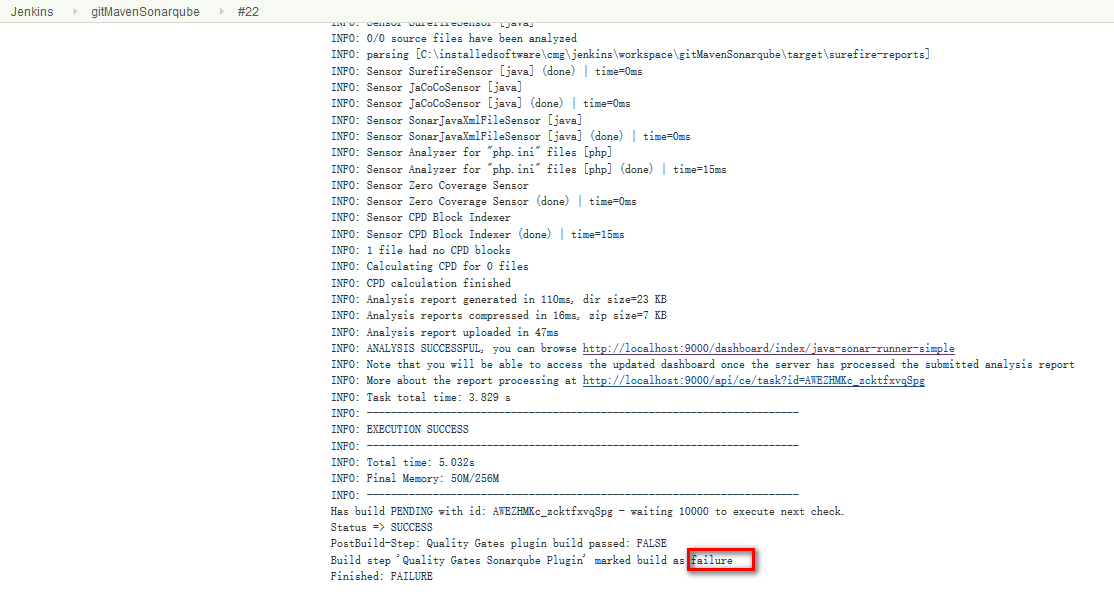 Jenkins gitMavenSonarqube #22
INFO: Sensor SurefireSensor [java]
INFO: 0/0 source files have been analyzed
INFO: parsing [C:\installedsoftware\cmg\jenkins\workspace\gitMavenSonarqube\target\surefire-reports]
INFO: Sensor SurefireSensor [java] (done) | time=0ms
INFO: Sensor JaCoCoSensor [java]
INFO: Sensor JaCoCoSensor [java] (done) | time=0ms
INFO: Sensor SonarJavaXmlFileSensor [java]
INFO: Sensor SonarJavaXmlFileSensor [java] (done) | time=0ms
INFO: Sensor Analyzer for "php.ini" files [php]
INFO: Sensor Analyzer for "php.ini" files [php] (done) | time=15ms
INFO: Sensor Zero Coverage Sensor
INFO: Sensor Zero Coverage Sensor (done) | time=0ms
INFO: Sensor CPD Block Indexer
INFO: Sensor CPD Block Indexer (done) | time=15ms
INFO: 1 file had no CPD blocks
INFO: Calculating CPD for 0 files
INFO: CPD calculation finished
INFO: Analysis report generated in 110ms, dir size=23 KB
INFO: Analysis reports compressed in 16ms, zip size=7 KB
INFO: Analysis report uploaded in 47ms
INFO: ANALYSIS SUCCESSFUL, you can browse http://localhost:9000/dashboard/index/java-sonar-runner-simple
INFO: Note that you will be able to access the updated dashboard once the server has processed the submitted analysis report
INFO: More about the report processing at http://localhost:9000/api/ce/task?id=AWEZHMKc_zcktfxvqSpg
INFO: Task total time: 3.829 s
INFO: ------------------------------------------------------------------------
INFO: EXECUTION SUCCESS
INFO: ------------------------------------------------------------------------
INFO: Total time: 5.032s
INFO: Final Memory: 50M/256M
INFO: ------------------------------------------------------------------------
Has build PENDING with id: AWEZHMKc_zcktfxvqSpg - waiting 10000 to execute next check.
Status => SUCCESS
PostBuild-Step: Quality Gates plugin build passed: FALSE
Build step 'Quality Gates Sonarqube Plugin' marked build as failure
Finished: FAILURE